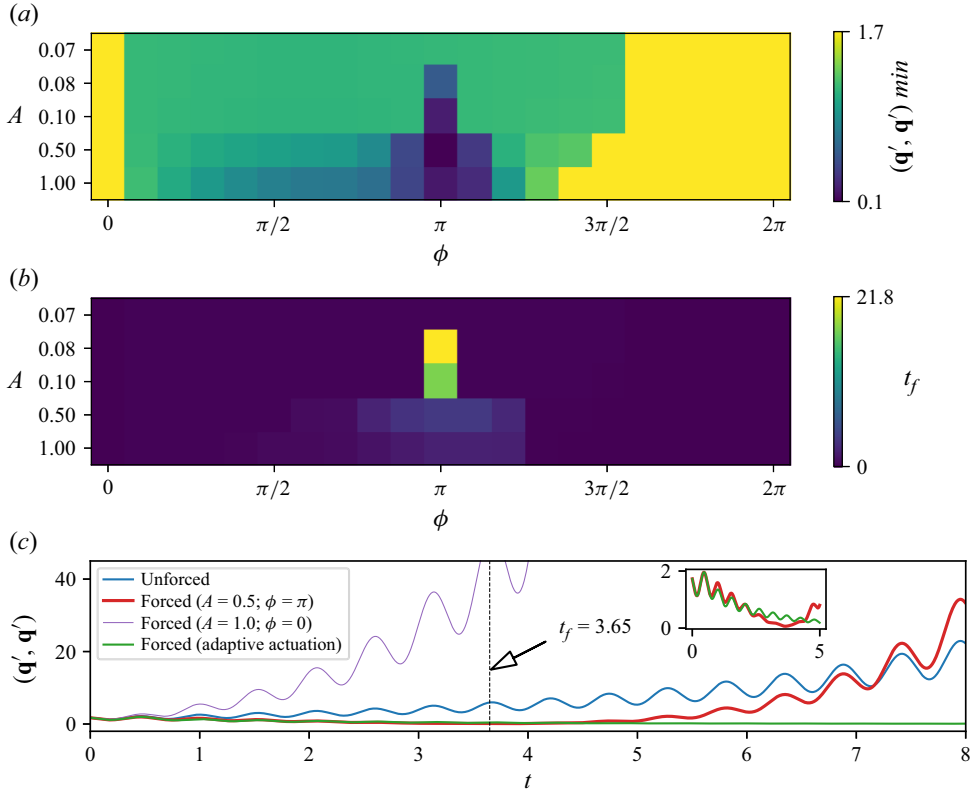 (a)
0.07
0.08
A 0.10
0.50
1.00
0 π/2 π 3π/2 2π
ϕ
1.7
(q′, q′) min
0.1
(b)
0.07
0.08
A 0.10
0.50
1.00
0 π/2 π 3π/2 2π
ϕ
21.8
t_f
0
(c)
40
20
0
(q′, q′)
Unforced
Forced (A = 0.5; ϕ = π)
Forced (A = 1.0; ϕ = 0)
Forced (adaptive actuation)
t_f = 3.65
2
0
0 5
0 1 2 3 4 5 6 7 8
t